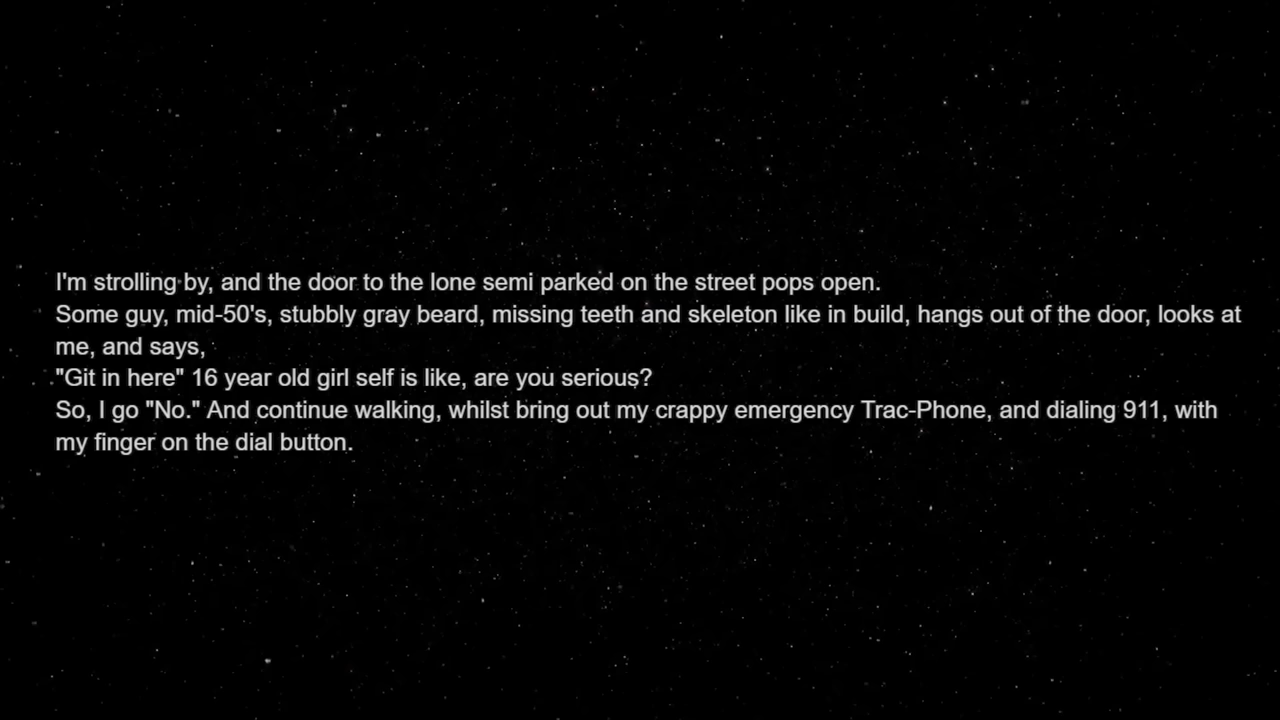 I'm strolling by, and the door to the lone semi parked on the street pops open.
Some guy, mid-50's, stubbly gray beard, missing teeth and skeleton like in build, hangs out of the door, looks at
me, and says,
"Git in here" 16 year old girl self is like, are you serious?
So, I go "No." And continue walking, whilst bring out my crappy emergency Trac-Phone, and dialing 911, with
my finger on the dial button.